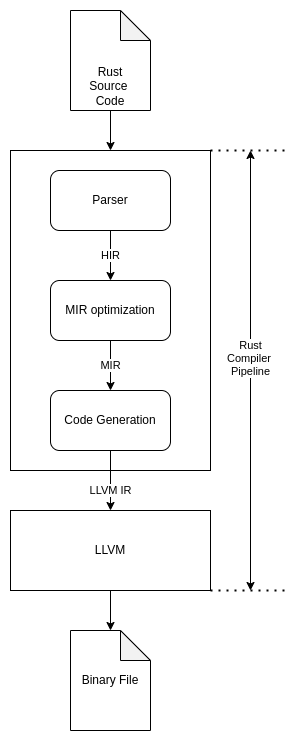 Rust
Source
Code
Parser
HIR
MIR optimization
MIR
Rust
Compiler
Pipeline
Code Generation
LLVM IR
LLVM
Binary File